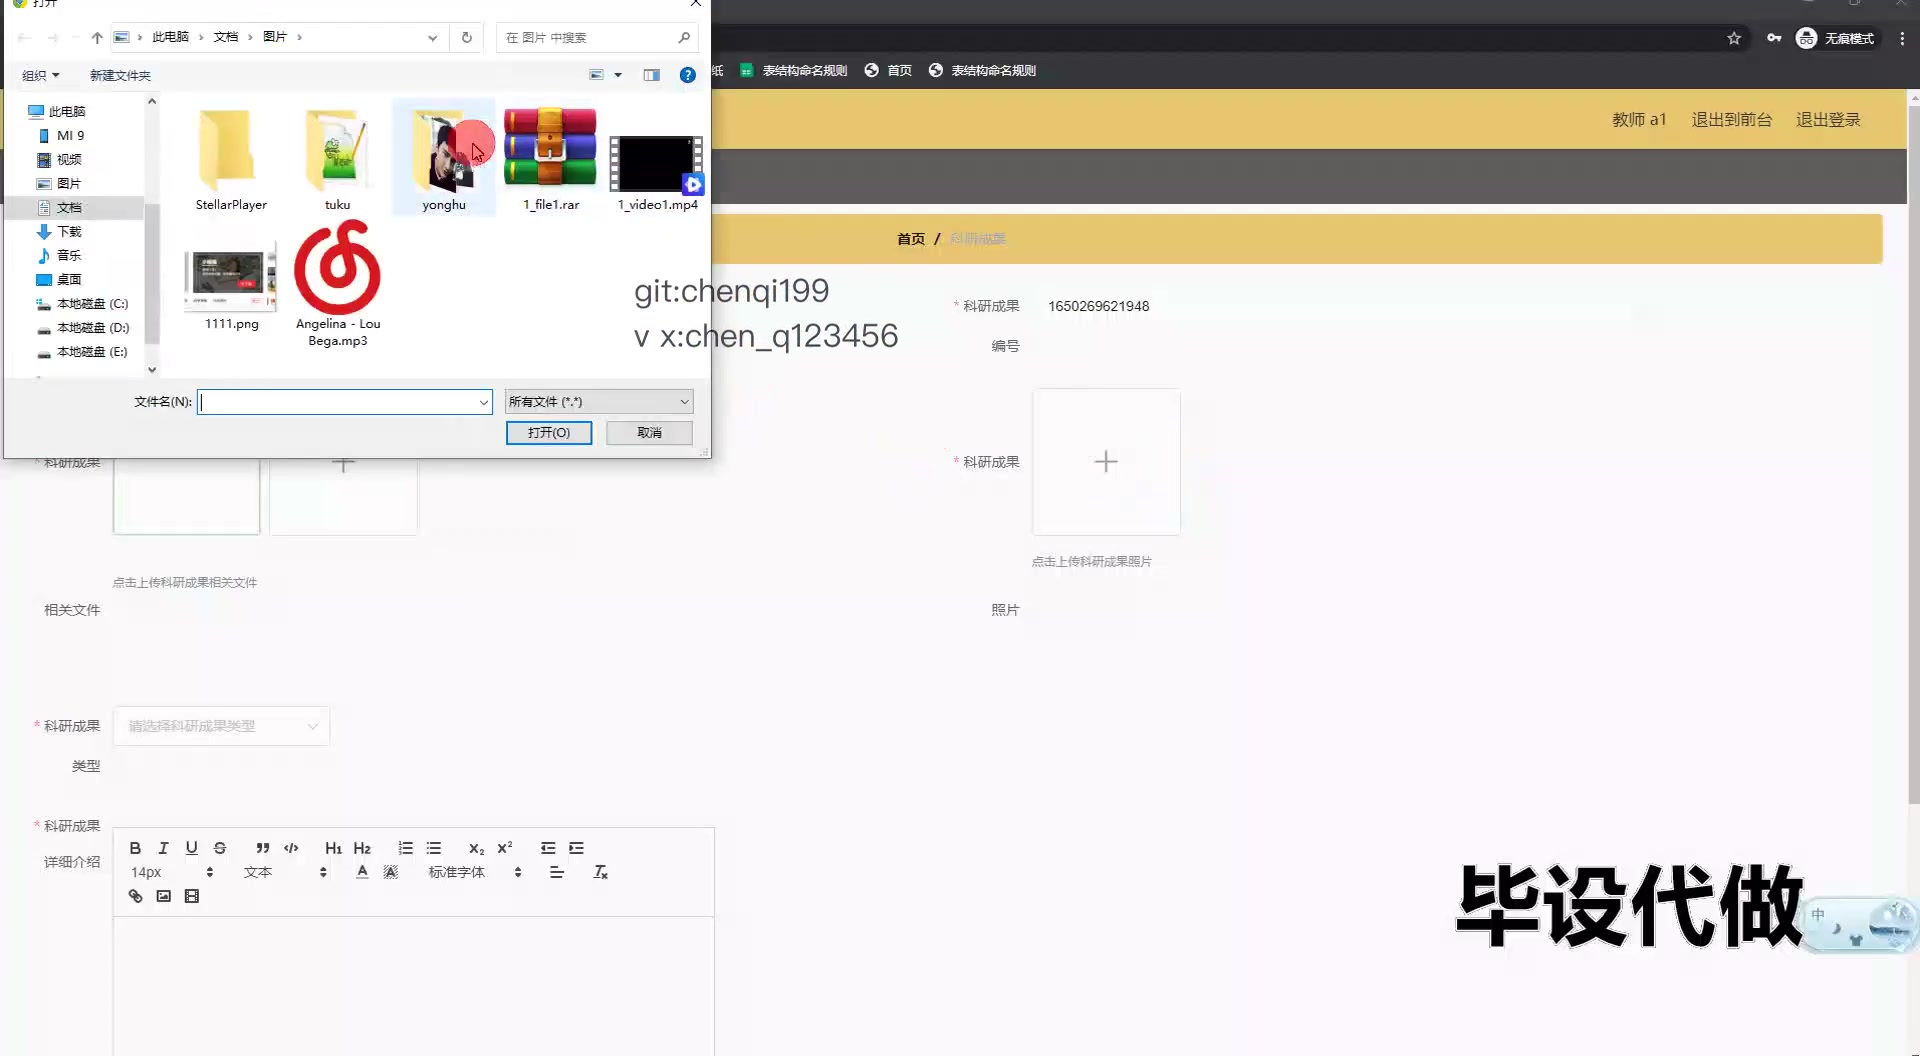 打开
此电脑 › 文档 › 图片 ›
在 图片 中搜索
无痕模式
组织
新建文件夹
纸
表结构命名规则
首页
表结构命名规则
此电脑
MI 9
视频
图片
文档
下载
音乐
桌面
本地磁盘 (C:)
本地磁盘 (D:)
本地磁盘 (E:)
StellarPlayer
tuku
yonghu
1_file1.rar
1_video1.mp4
1111.png
Angelina - Lou
Bega.mp3
文件名(N):
所有文件 (*.*)
打开(O)
取消
教师 a1
退出到前台
退出登录
首页 / 科研成果
git:chenqi199
v x:chen_q123456
* 科研成果
编号
1650269621948
* 科研成果
相关文件
点击上传科研成果相关文件
* 科研成果
照片
点击上传科研成果照片
* 科研成果
类型
请选择科研成果类型
* 科研成果
详细介绍
B I U S ” </> H1 H2 X2 X2
14px
文本
A A
标准字体
Tx
毕设代做
中